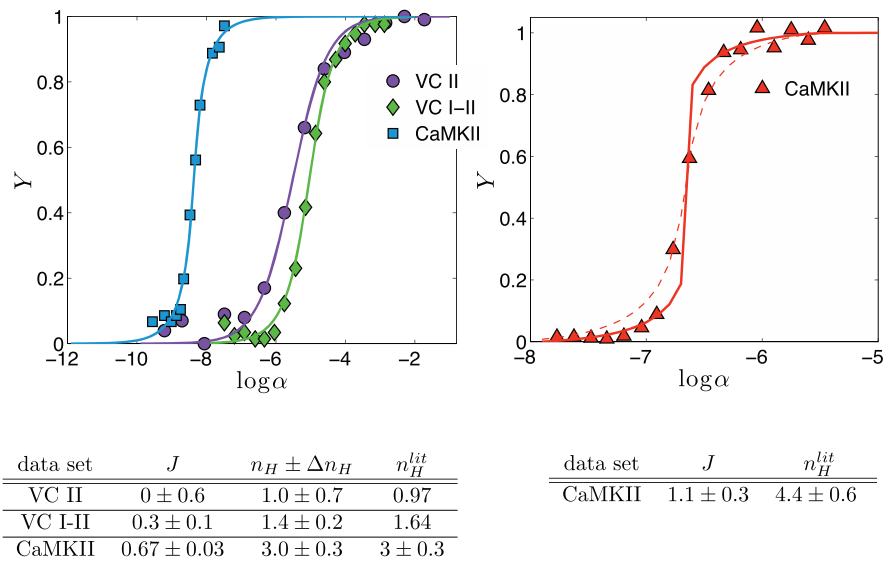 1
0.8
0.6
0.4
0.2
0
Y
−12 −10 −8 −6 −4 −2
log α
VC II
VC I−II
CaMKII
1
0.8
0.6
0.4
0.2
0
Y
−8 −7 −6 −5
log α
CaMKII
data set J n_H ± Δn_H n_H^{lit}
VC II 0 ± 0.6 1.0 ± 0.7 0.97
VC I-II 0.3 ± 0.1 1.4 ± 0.2 1.64
CaMKII 0.67 ± 0.03 3.0 ± 0.3 3 ± 0.3
data set J n_H^{lit}
CaMKII 1.1 ± 0.3 4.4 ± 0.6